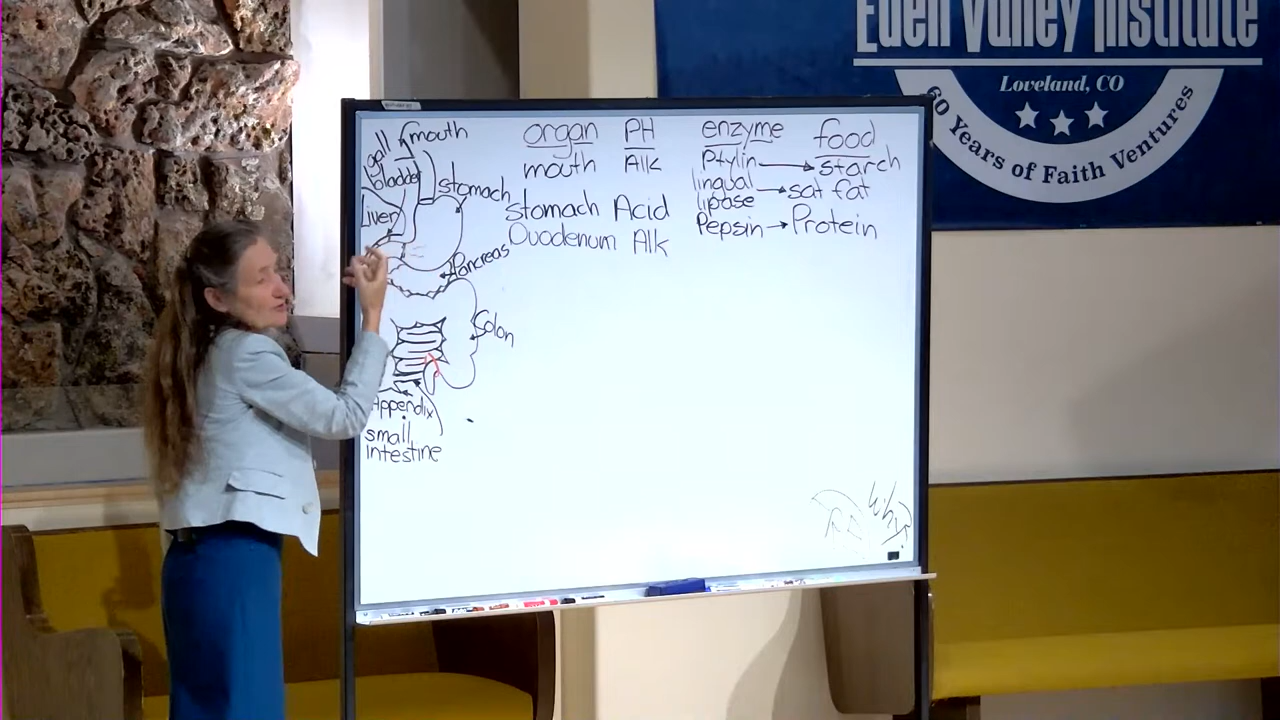 Eden Valley Institute
Loveland, CO
60 Years of Faith Ventures
mouth
gall
bladder
stomach
Liver
Pancreas
Colon
Appendix
small
intestine
organ PH enzyme food
mouth Alk Ptylin → starch
lingual
lipase → sat fat
stomach Acid Pepsin → Protein
Duodenum Alk
Why?